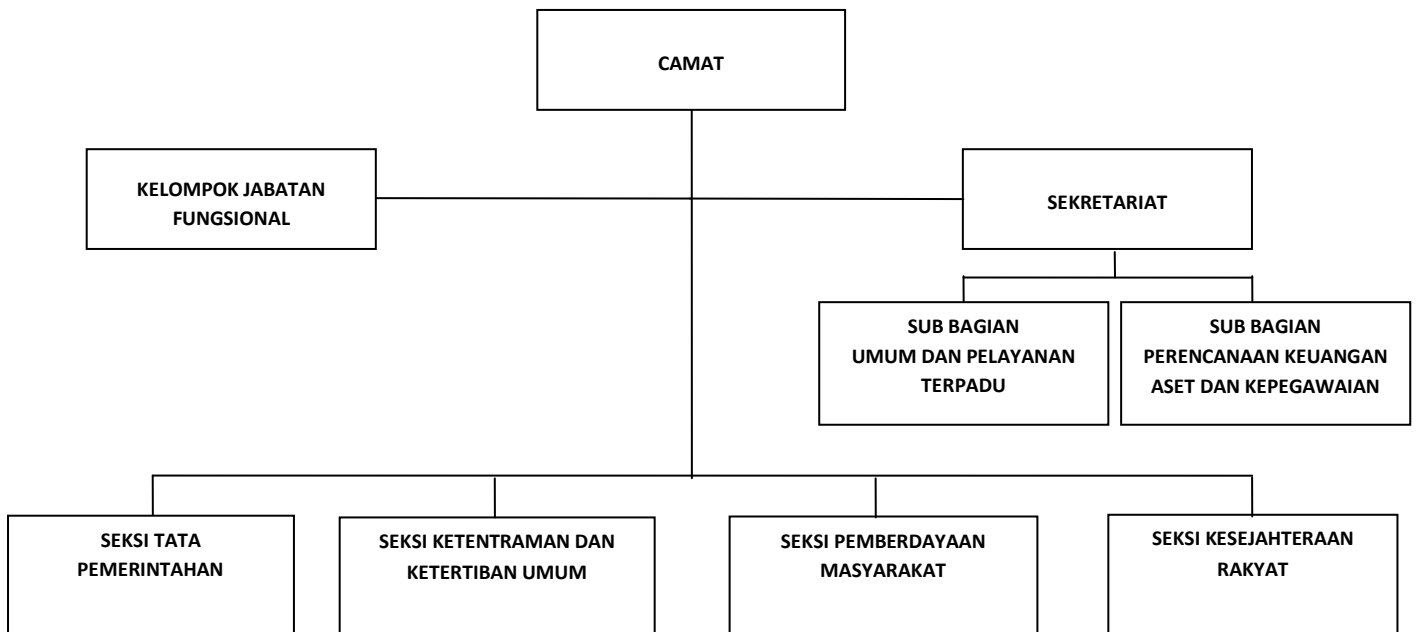 CAMAT
KELOMPOK JABATAN
FUNGSIONAL
SEKRETARIAT
SUB BAGIAN
UMUM DAN PELAYANAN
TERPADU
SUB BAGIAN
PERENCANAAN KEUANGAN
ASET DAN KEPEGAWAIAN
SEKSI TATA
PEMERINTAHAN
SEKSI KETENTRAMAN DAN
KETERTIBAN UMUM
SEKSI PEMBERDAYAAN
MASYARAKAT
SEKSI KESEJAHTERAAN
RAKYAT